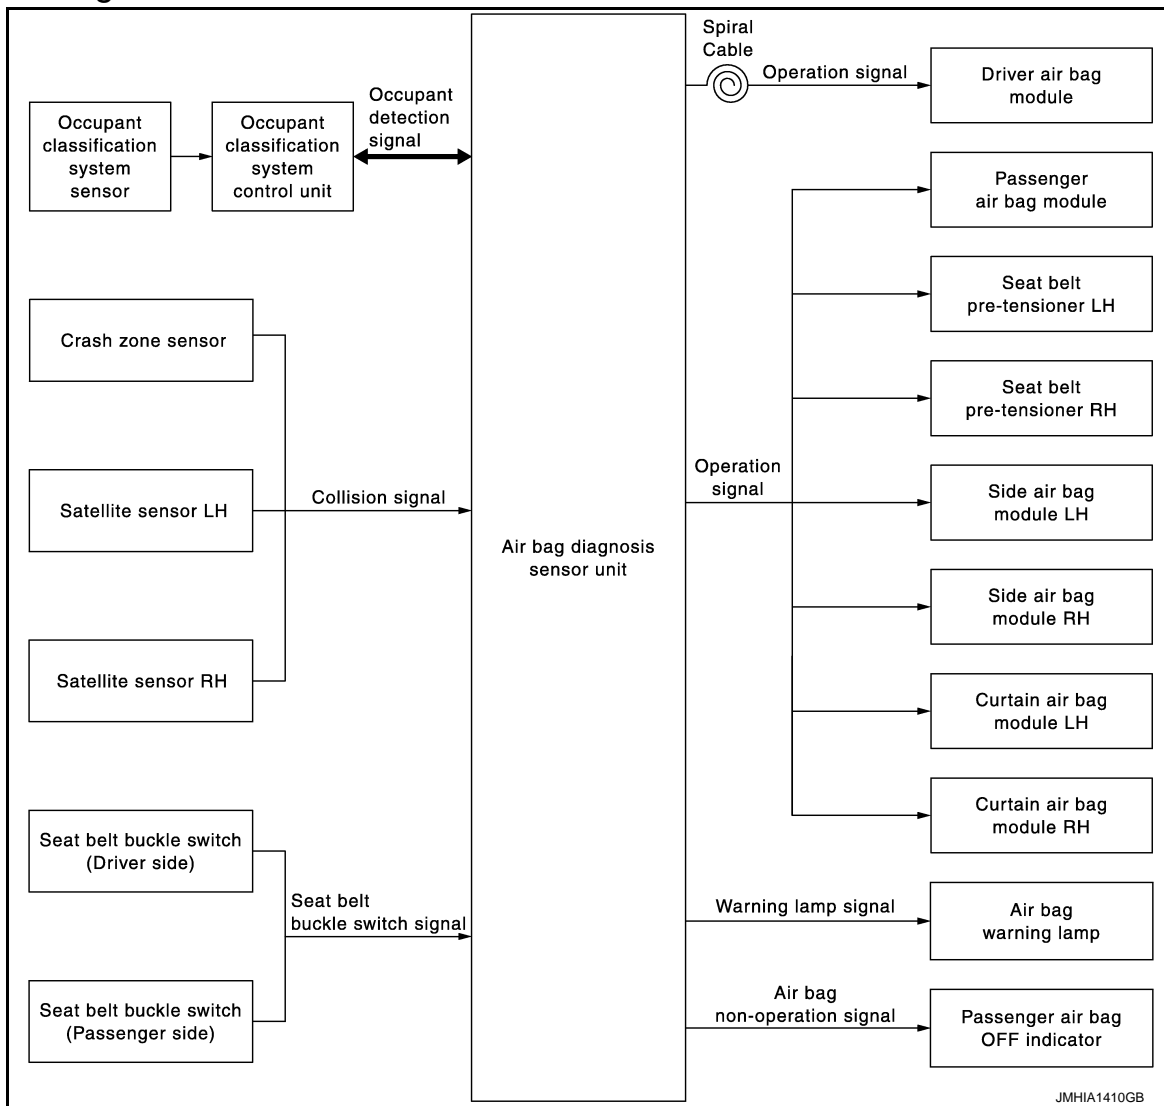 Spiral
Cable
Operation signal
Driver air bag
module
Occupant
classification
system
sensor
Occupant
classification
system
control unit
Occupant
detection
signal
Passenger
air bag module
Crash zone sensor
Seat belt
pre-tensioner LH
Seat belt
pre-tensioner RH
Satellite sensor LH
Collision signal
Operation
signal
Side air bag
module LH
Air bag diagnosis
sensor unit
Side air bag
module RH
Satellite sensor RH
Curtain air bag
module LH
Curtain air bag
module RH
Seat belt buckle switch
(Driver side)
Seat belt
buckle switch signal
Warning lamp signal
Air bag
warning lamp
Seat belt buckle switch
(Passenger side)
Air bag
non-operation signal
Passenger air bag
OFF indicator
JMHIA1410GB